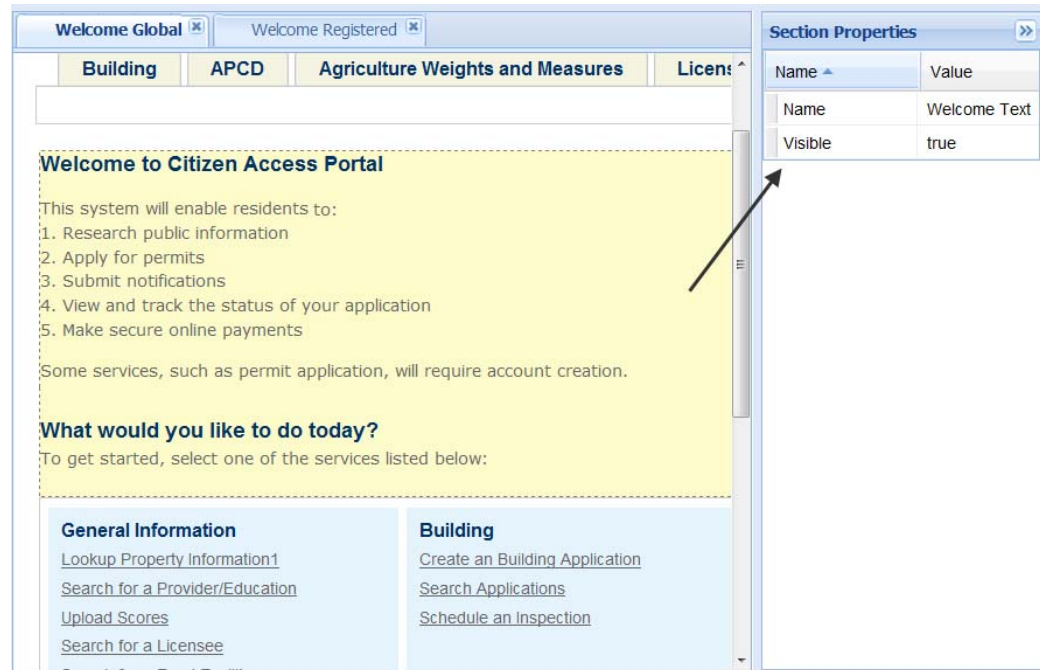 Welcome Global Welcome Registered
Building APCD Agriculture Weights and Measures
Welcome to Citizen Access Portal
This system will enable residents to:
1. Research public information
2. Apply for permits
3. Submit notifications
4. View and track the status of your application
5. Make secure online payments
Some services, such as permit application, will require account creation.
What would you like to do today?
To get started, select one of the services listed below:
General Information
Lookup Property Information1
Search for a Provider/Education
Upload Scores
Search for a Licensee
Building
Create an Building Application
Search Applications
Schedule an Inspection
Section Properties
Name Value
Name Welcome Text
Visible true